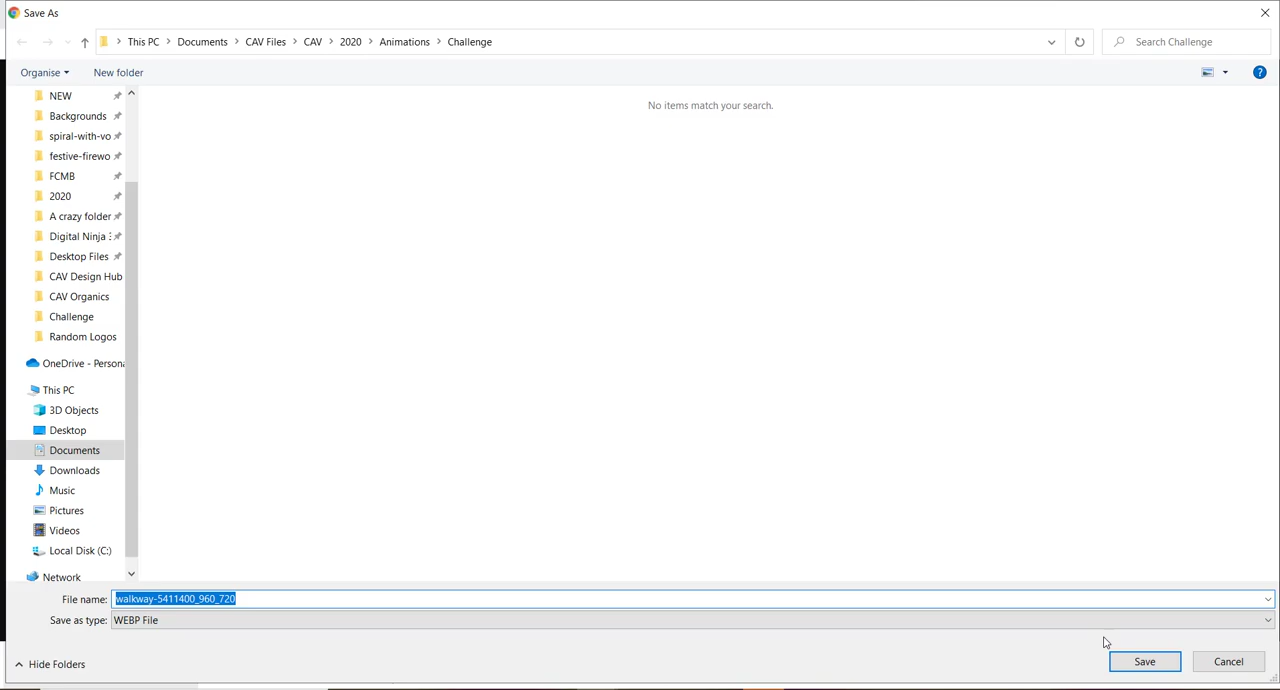 Save As
This PC > Documents > CAV Files > CAV > 2020 > Animations > Challenge
Search Challenge
Organise
New folder
NEW
No items match your search.
Backgrounds
spiral-with-vo
festive-firewo
FCMB
2020
A crazy folder
Digital Ninja
Desktop Files
CAV Design Hub
CAV Organics
Challenge
Random Logos
OneDrive - Persona
This PC
3D Objects
Desktop
Documents
Downloads
Music
Pictures
Videos
Local Disk (C:)
Network
File name: walkway-5411400_960_720
Save as type: WEBP File
Hide Folders
Save
Cancel